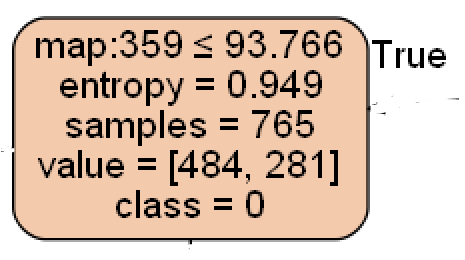 map:359 ≤ 93.766
True
entropy = 0.949
samples = 765
value = [484, 281]
class = 0